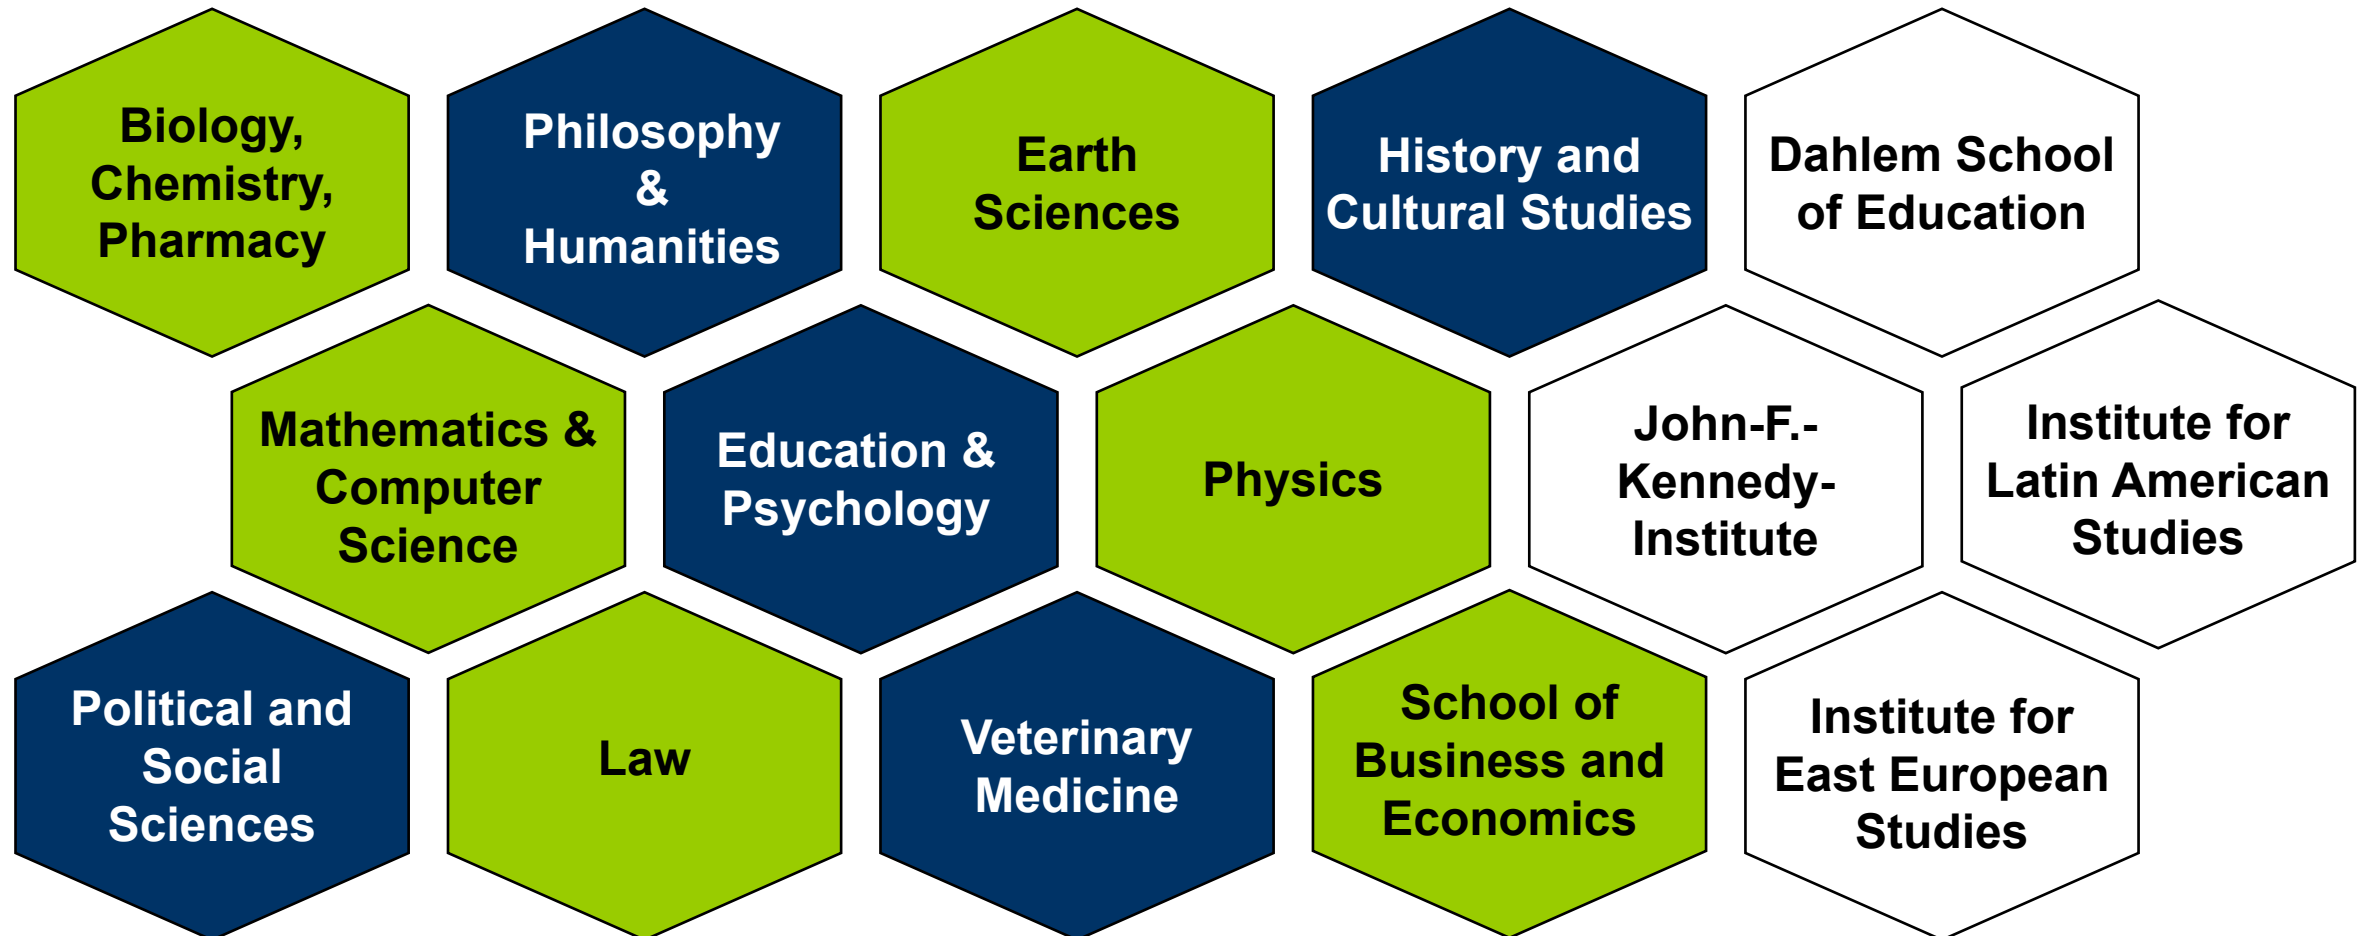 Biology,
Chemistry,
Pharmacy
Philosophy
&
Humanities
Earth
Sciences
History and
Cultural Studies
Dahlem School
of Education
Mathematics &
Computer
Science
Education &
Psychology
Physics
John-F.-
Kennedy-
Institute
Institute for
Latin American
Studies
Political and
Social
Sciences
Law
Veterinary
Medicine
School of
Business and
Economics
Institute for
East European
Studies